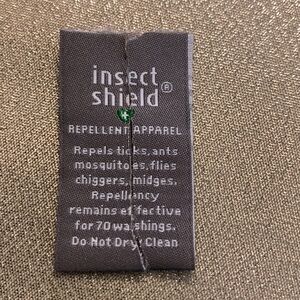 insect
shield®
REPELLENT APPAREL
Repels ticks, ants
mosquitoes, flies
chiggers, midges.
Repellency
remains effective
for 70 washings.
Do Not Dry Clean